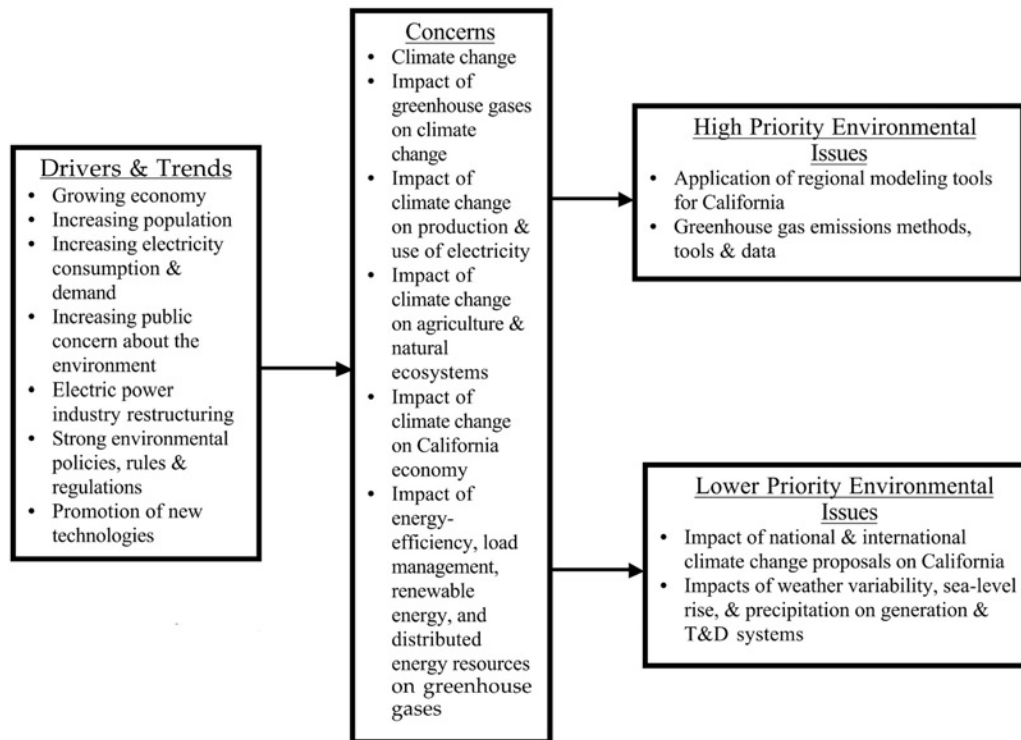 Drivers & Trends
• Growing economy
• Increasing population
• Increasing electricity
consumption &
demand
• Increasing public
concern about the
environment
• Electric power
industry restructuring
• Strong environmental
policies, rules &
regulations
• Promotion of new
technologies
Concerns
• Climate change
• Impact of
greenhouse gases
on climate
change
• Impact of
climate change
on production &
use of electricity
• Impact of
climate change
on agriculture &
natural
ecosystems
• Impact of
climate change
on California
economy
• Impact of
energy-
efficiency, load
management,
renewable
energy, and
distributed
energy resources
on greenhouse
gases
High Priority Environmental
Issues
• Application of regional modeling tools
for California
• Greenhouse gas emissions methods,
tools & data
Lower Priority Environmental
Issues
• Impact of national & international
climate change proposals on California
• Impacts of weather variability, sea-level
rise, & precipitation on generation &
T&D systems